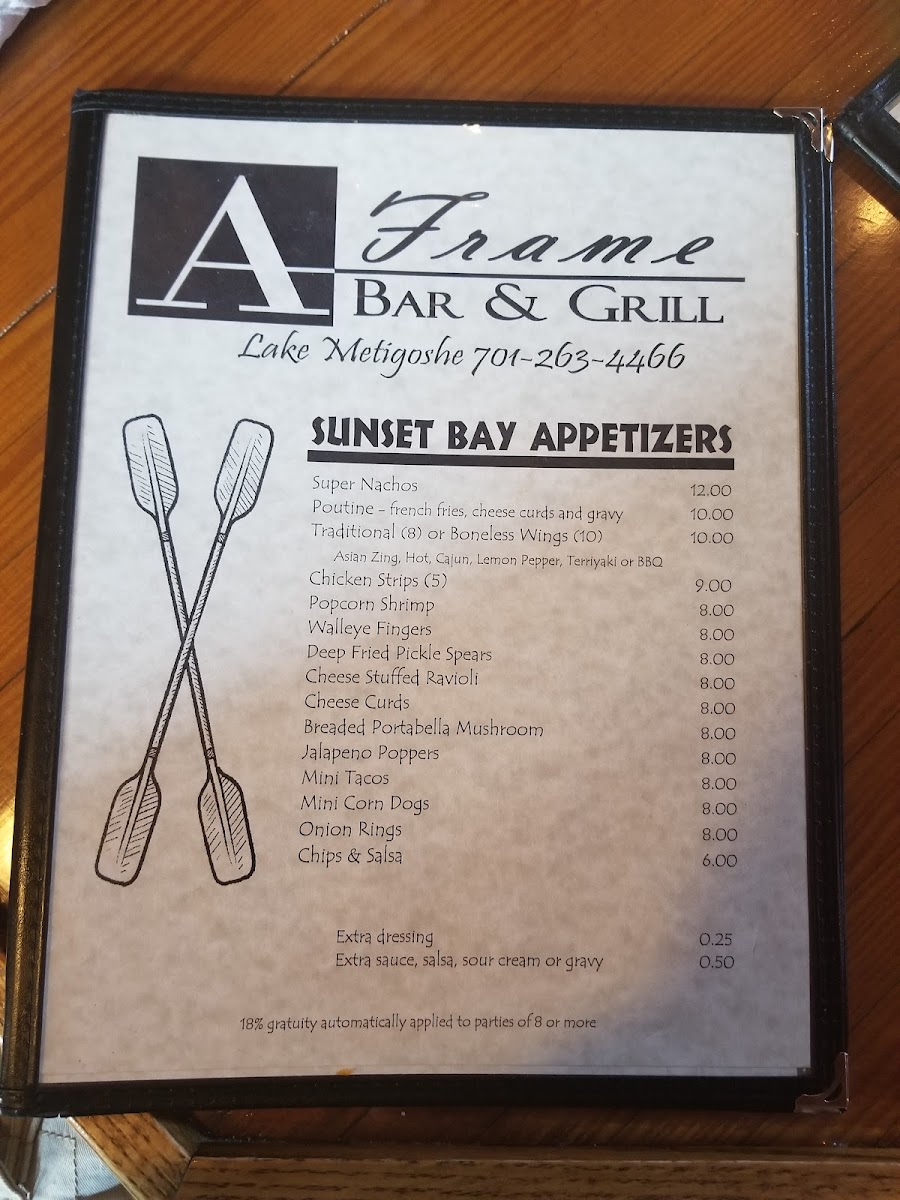 A Frame
BAR & GRILL
Lake Metigoshe 701-263-4466
SUNSET BAY APPETIZERS
Super Nachos 12.00
Poutine - french fries, cheese curds and gravy 10.00
Traditional (8) or Boneless Wings (10) 10.00
Asian Zing, Hot, Cajun, Lemon Pepper, Terriyaki or BBQ
Chicken Strips (5) 9.00
Popcorn Shrimp 8.00
Walleye Fingers 8.00
Deep Fried Pickle Spears 8.00
Cheese Stuffed Ravioli 8.00
Cheese Curds 8.00
Breaded Portabella Mushroom 8.00
Jalapeno Poppers 8.00
Mini Tacos 8.00
Mini Corn Dogs 8.00
Onion Rings 8.00
Chips & Salsa 6.00
Extra dressing 0.25
Extra sauce, salsa, sour cream or gravy 0.50
18% gratuity automatically applied to parties of 8 or more